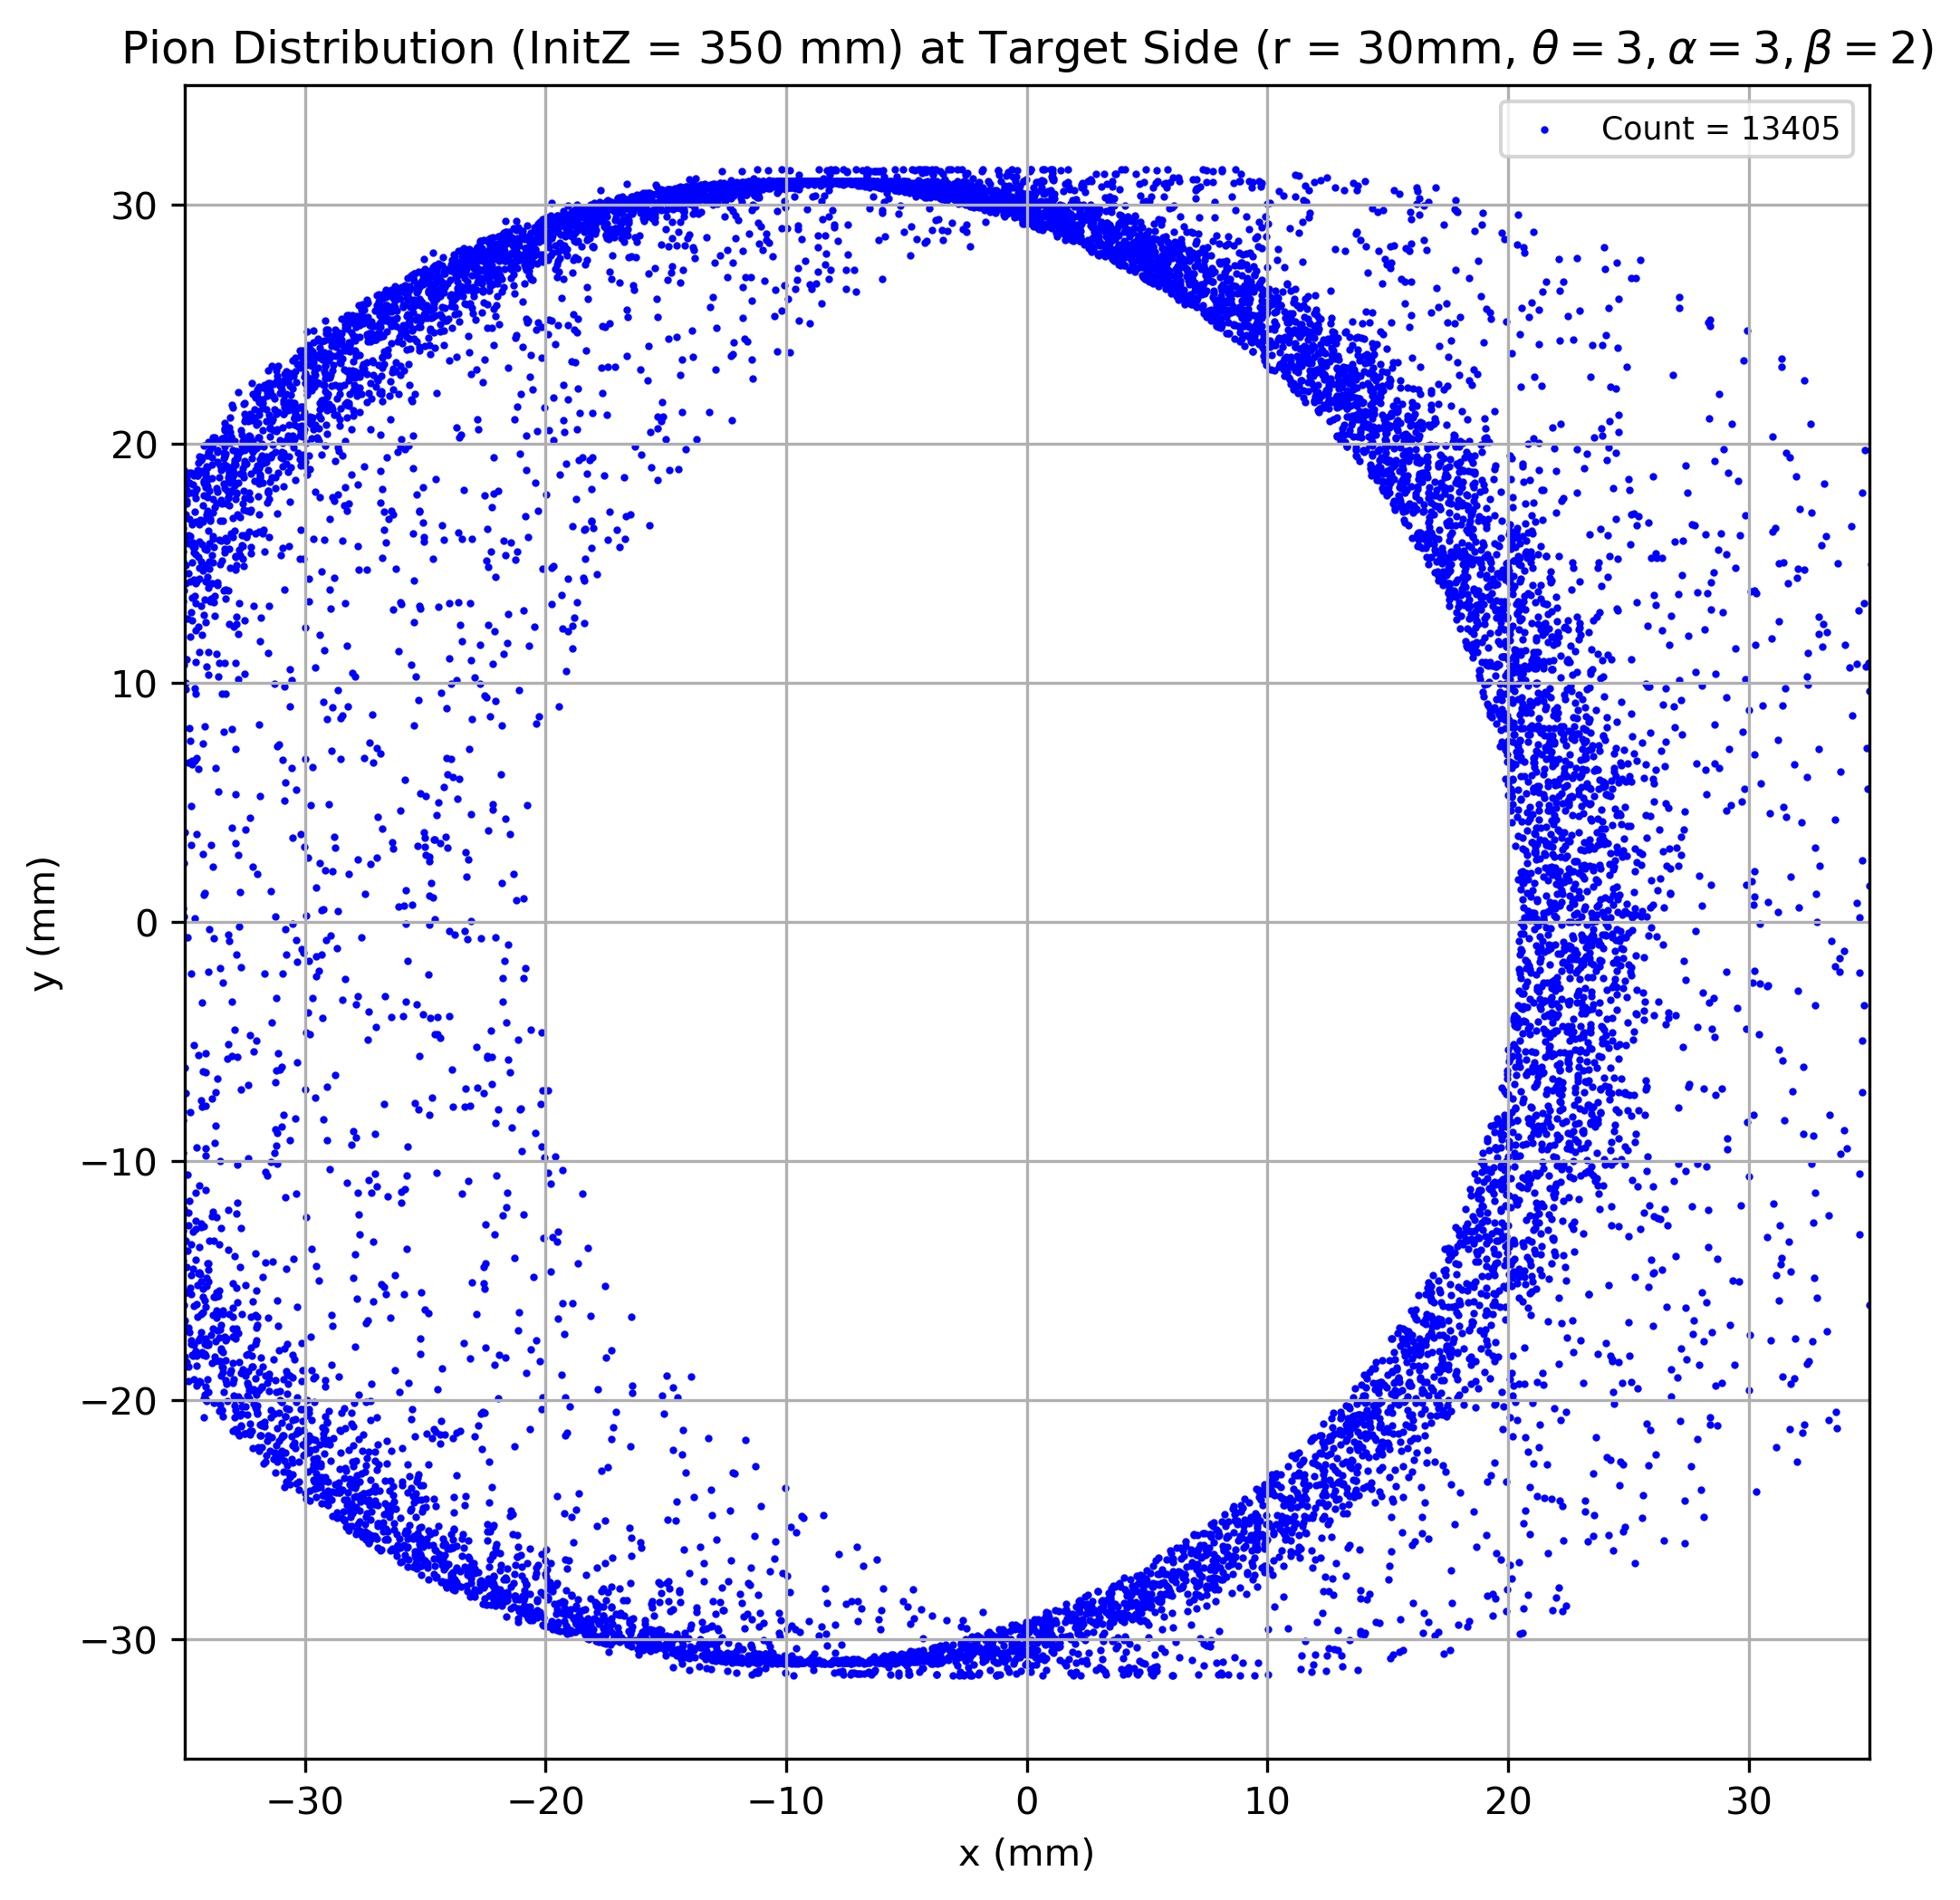 Pion Distribution (InitZ = 350 mm) at Target Side (r = 30mm, θ = 3, α = 3, β = 2)
Count = 13405
30
20
10
0
−10
−20
−30
y (mm)
−30 −20 −10 0 10 20 30
x (mm)